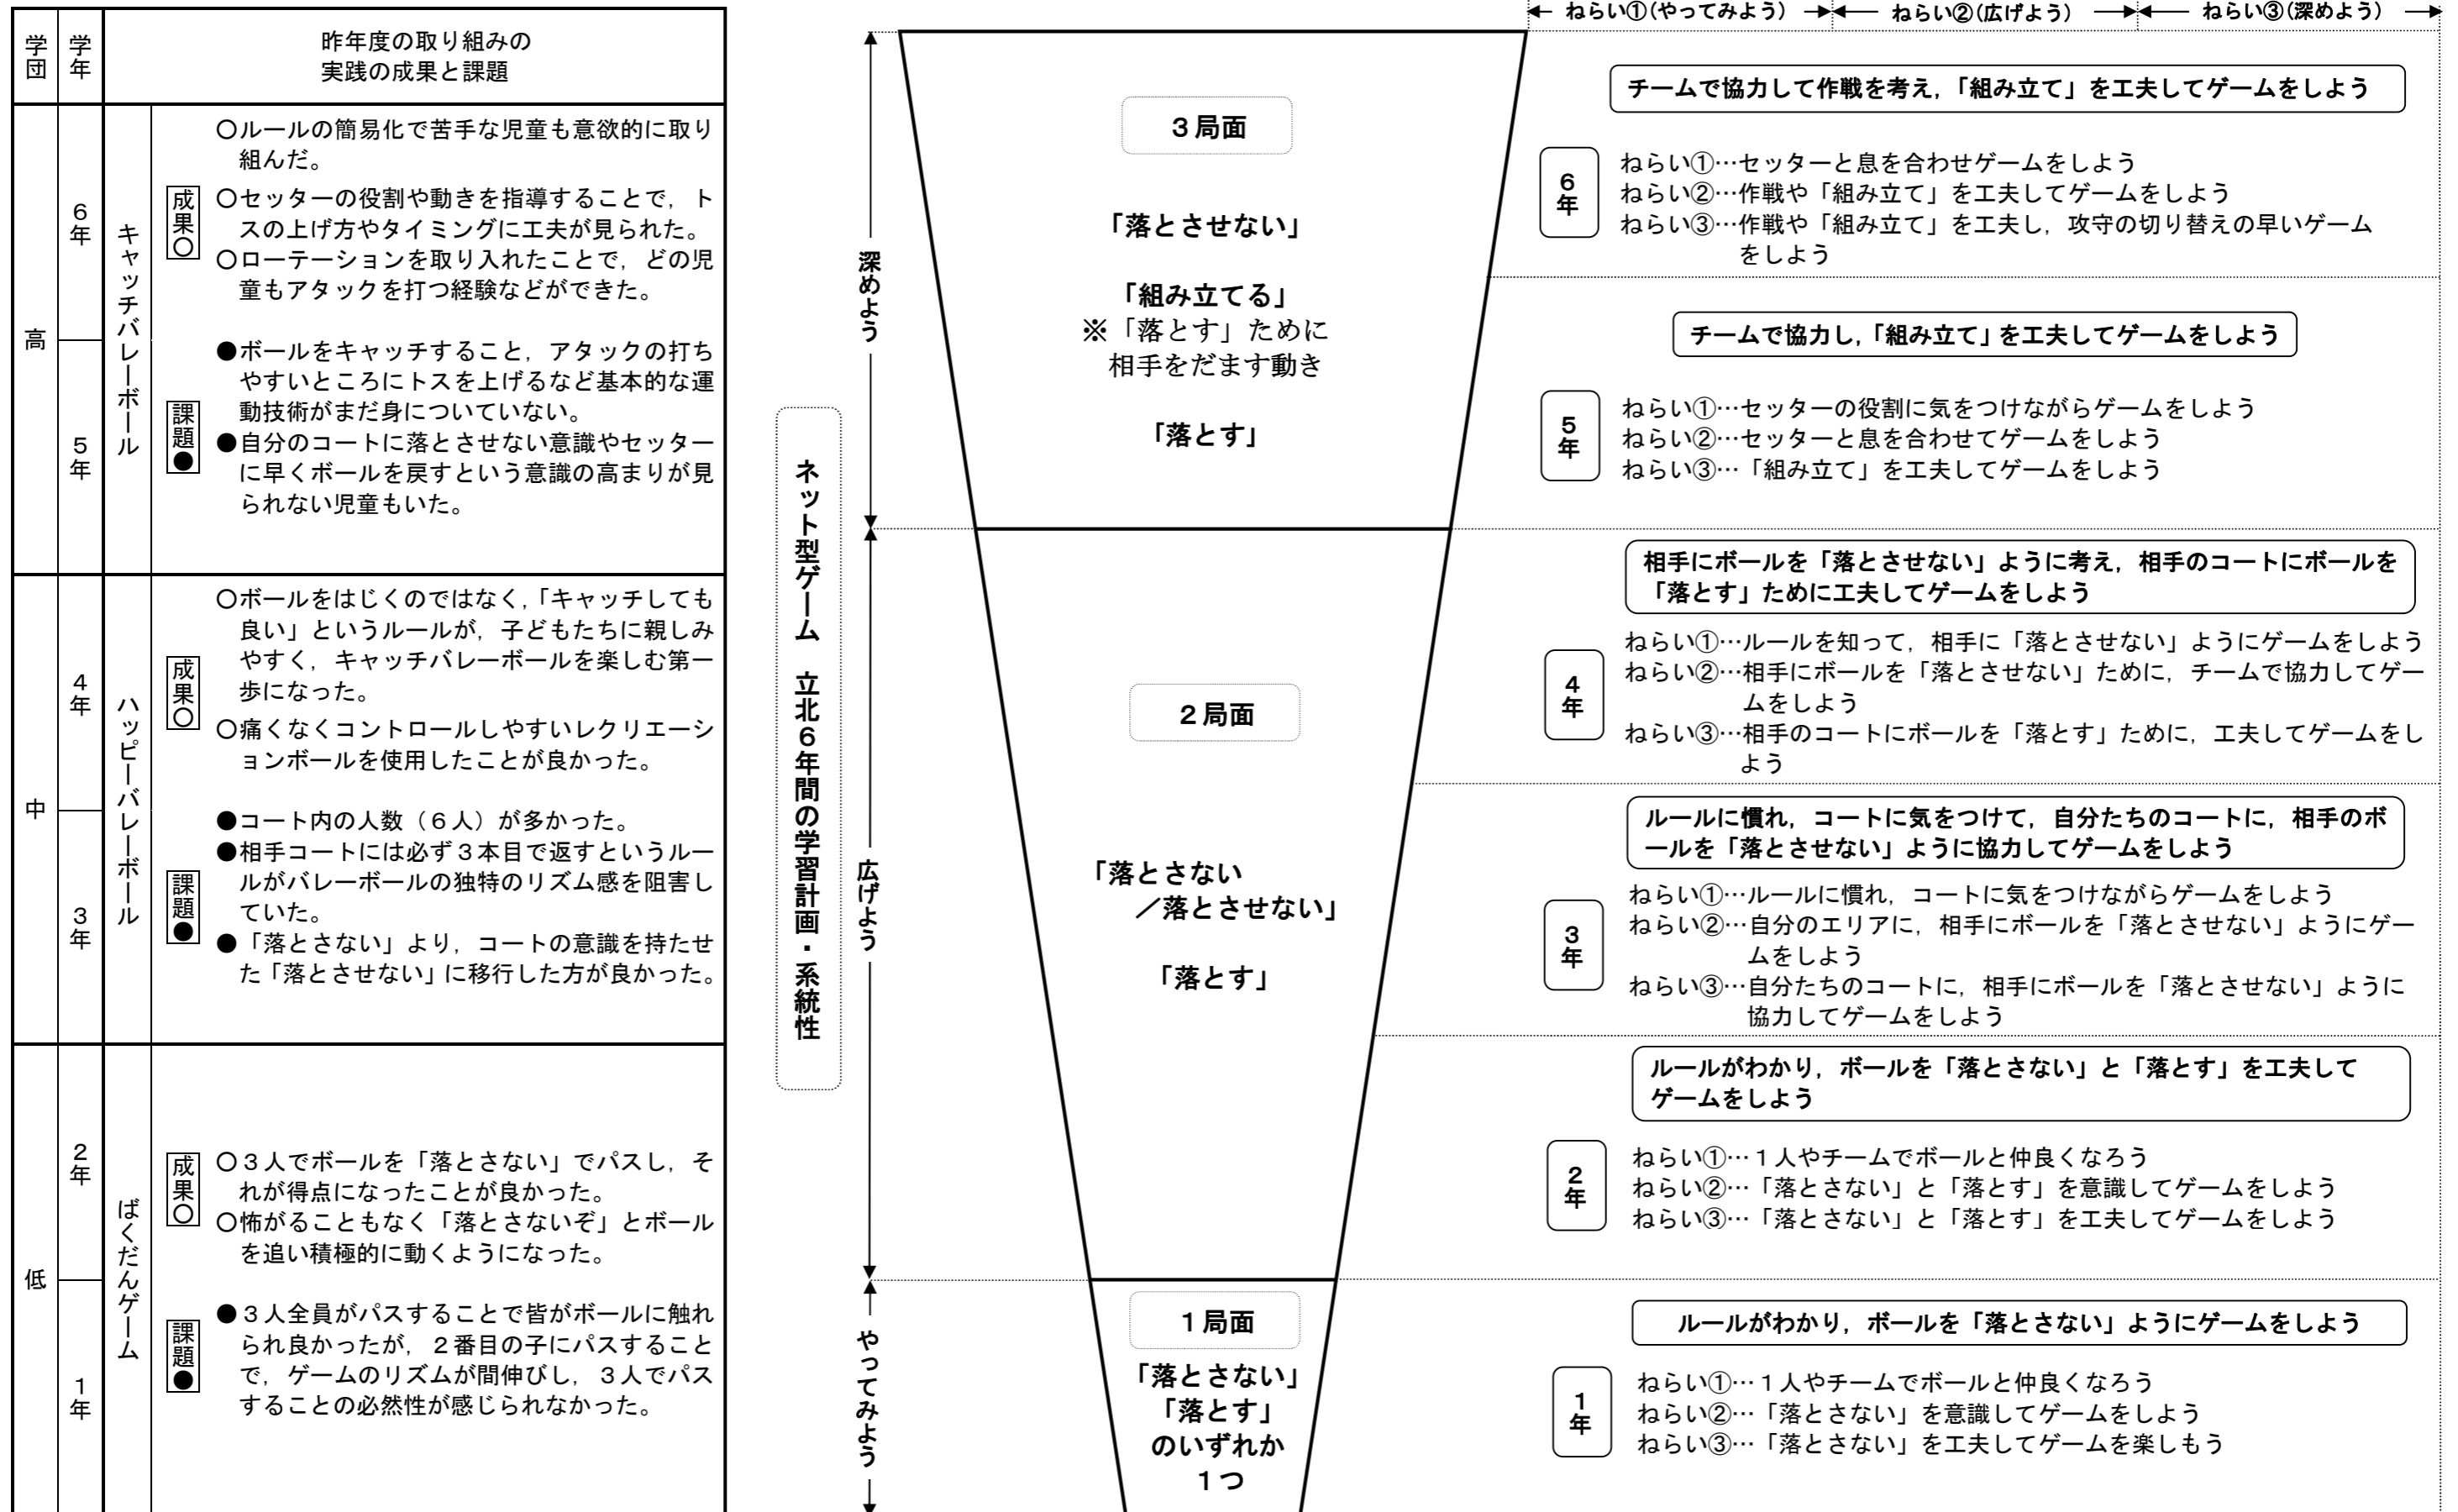 学団
学年
昨年度の取り組みの
実践の成果と課題
高
6年
5年
キャッチバレーボール
成果〇
〇ルールの簡易化で苦手な児童も意欲的に取り
組んだ。
〇セッターの役割や動きを指導することで，ト
スの上げ方やタイミングに工夫が見られた。
〇ローテーションを取り入れたことで，どの児
童もアタックを打つ経験などができた。
課題●
●ボールをキャッチすること，アタックの打ち
やすいところにトスを上げるなど基本的な運
動技術がまだ身についていない。
●自分のコートに落とさせない意識やセッター
に早くボールを戻すという意識の高まりが見
られない児童もいた。
中
4年
3年
ハッピーバレーボール
成果〇
〇ボールをはじくのではなく，「キャッチしても
良い」というルールが，子どもたちに親しみ
やすく，キャッチバレーボールを楽しむ第一
歩になった。
〇痛くなくコントロールしやすいレクリエーシ
ョンボールを使用したことが良かった。
課題●
●コート内の人数（６人）が多かった。
●相手コートには必ず３本目で返すというルー
ルがバレーボールの独特のリズム感を阻害し
ていた。
●「落とさない」より，コートの意識を持たせ
た「落とさせない」に移行した方が良かった。
低
2年
1年
ばくだんゲーム
成果〇
〇３人でボールを「落とさない」でパスし，そ
れが得点になったことが良かった。
〇怖がることもなく「落とさないぞ」とボール
を追い積極的に動くようになった。
課題●
●３人全員がパスすることで皆がボールに触れ
られ良かったが，２番目の子にパスすること
で，ゲームのリズムが間伸びし，３人でパス
することの必然性が感じられなかった。
ネット型ゲーム　立北６年間の学習計画・系統性
深めよう
広げよう
やってみよう
３局面
「落とさせない」
「組み立てる」
※「落とす」ために
相手をだます動き
「落とす」
２局面
「落とさない
／落とさせない」
「落とす」
１局面
「落とさない」
「落とす」
のいずれか
１つ
ねらい①（やってみよう）　ねらい②（広げよう）　ねらい③（深めよう）
チームで協力して作戦を考え，「組み立て」を工夫してゲームをしよう
６年
ねらい①…セッターと息を合わせゲームをしよう
ねらい②…作戦や「組み立て」を工夫してゲームをしよう
ねらい③…作戦や「組み立て」を工夫し，攻守の切り替えの早いゲーム
をしよう
チームで協力し，「組み立て」を工夫してゲームをしよう
５年
ねらい①…セッターの役割に気をつけながらゲームをしよう
ねらい②…セッターと息を合わせてゲームをしよう
ねらい③…「組み立て」を工夫してゲームをしよう
相手にボールを「落とさせない」ように考え，相手のコートにボールを
「落とす」ために工夫してゲームをしよう
４年
ねらい①…ルールを知って，相手に「落とさせない」ようにゲームをしよう
ねらい②…相手にボールを「落とさせない」ために，チームで協力してゲー
ムをしよう
ねらい③…相手のコートにボールを「落とす」ために，工夫してゲームをし
よう
ルールに慣れ，コートに気をつけて，自分たちのコートに，相手のボ
ールを「落とさせない」ように協力してゲームをしよう
３年
ねらい①…ルールに慣れ，コートに気をつけながらゲームをしよう
ねらい②…自分のエリアに，相手にボールを「落とさせない」ようにゲー
ムをしよう
ねらい③…自分たちのコートに，相手にボールを「落とさせない」ように
協力してゲームをしよう
ルールがわかり，ボールを「落とさない」と「落とす」を工夫して
ゲームをしよう
２年
ねらい①…１人やチームでボールと仲良くなろう
ねらい②…「落とさない」と「落とす」を意識してゲームをしよう
ねらい③…「落とさない」と「落とす」を工夫してゲームをしよう
ルールがわかり，ボールを「落とさない」ようにゲームをしよう
１年
ねらい①…１人やチームでボールと仲良くなろう
ねらい②…「落とさない」を意識してゲームをしよう
ねらい③…「落とさない」を工夫してゲームを楽しもう